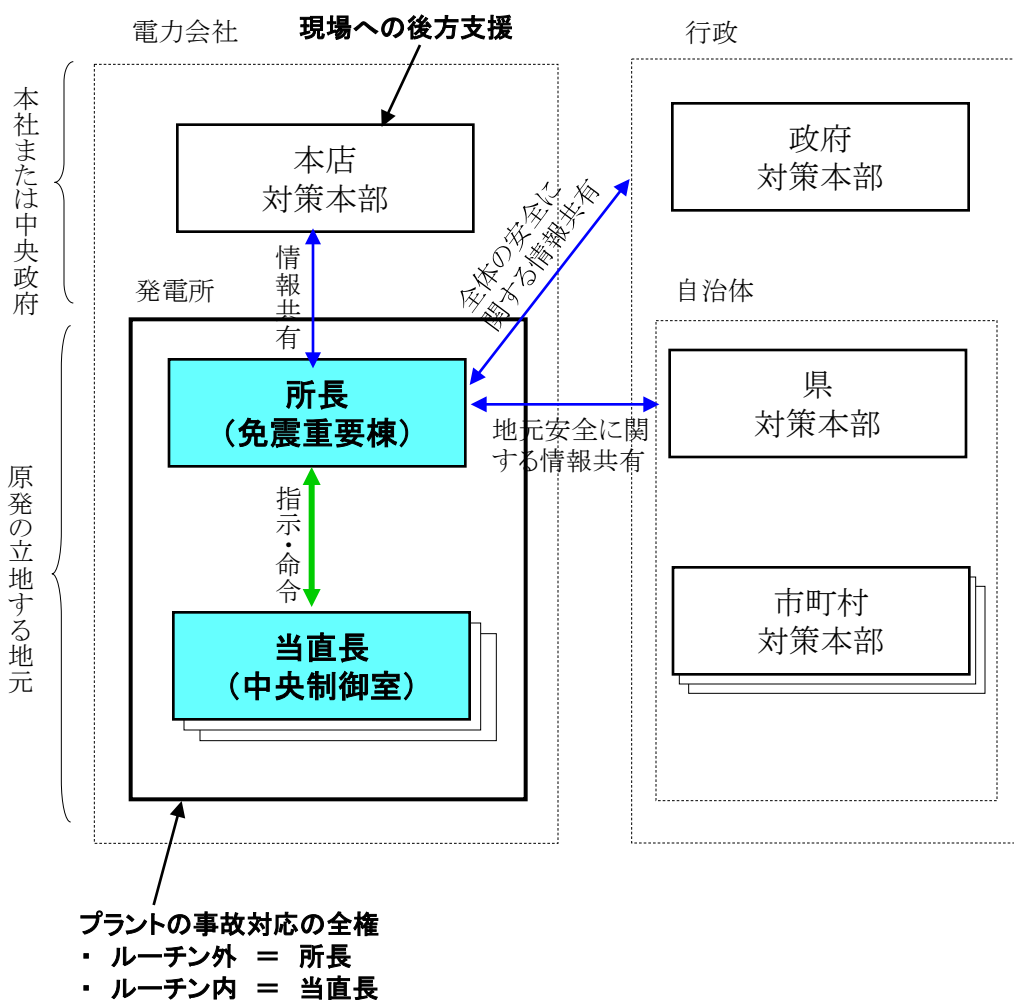 電力会社
現場への後方支援
行政
本社または中央政府
本店
対策本部
政府
対策本部
全体の安全に
関する情報共有
情報共有
発電所
自治体
所長
（免震重要棟）
県
対策本部
地元安全に関
する情報共有
原発の立地する地元
指示・命令
当直長
（中央制御室）
市町村
対策本部
プラントの事故対応の全権
・ ルーチン外 ＝ 所長
・ ルーチン内 ＝ 当直長